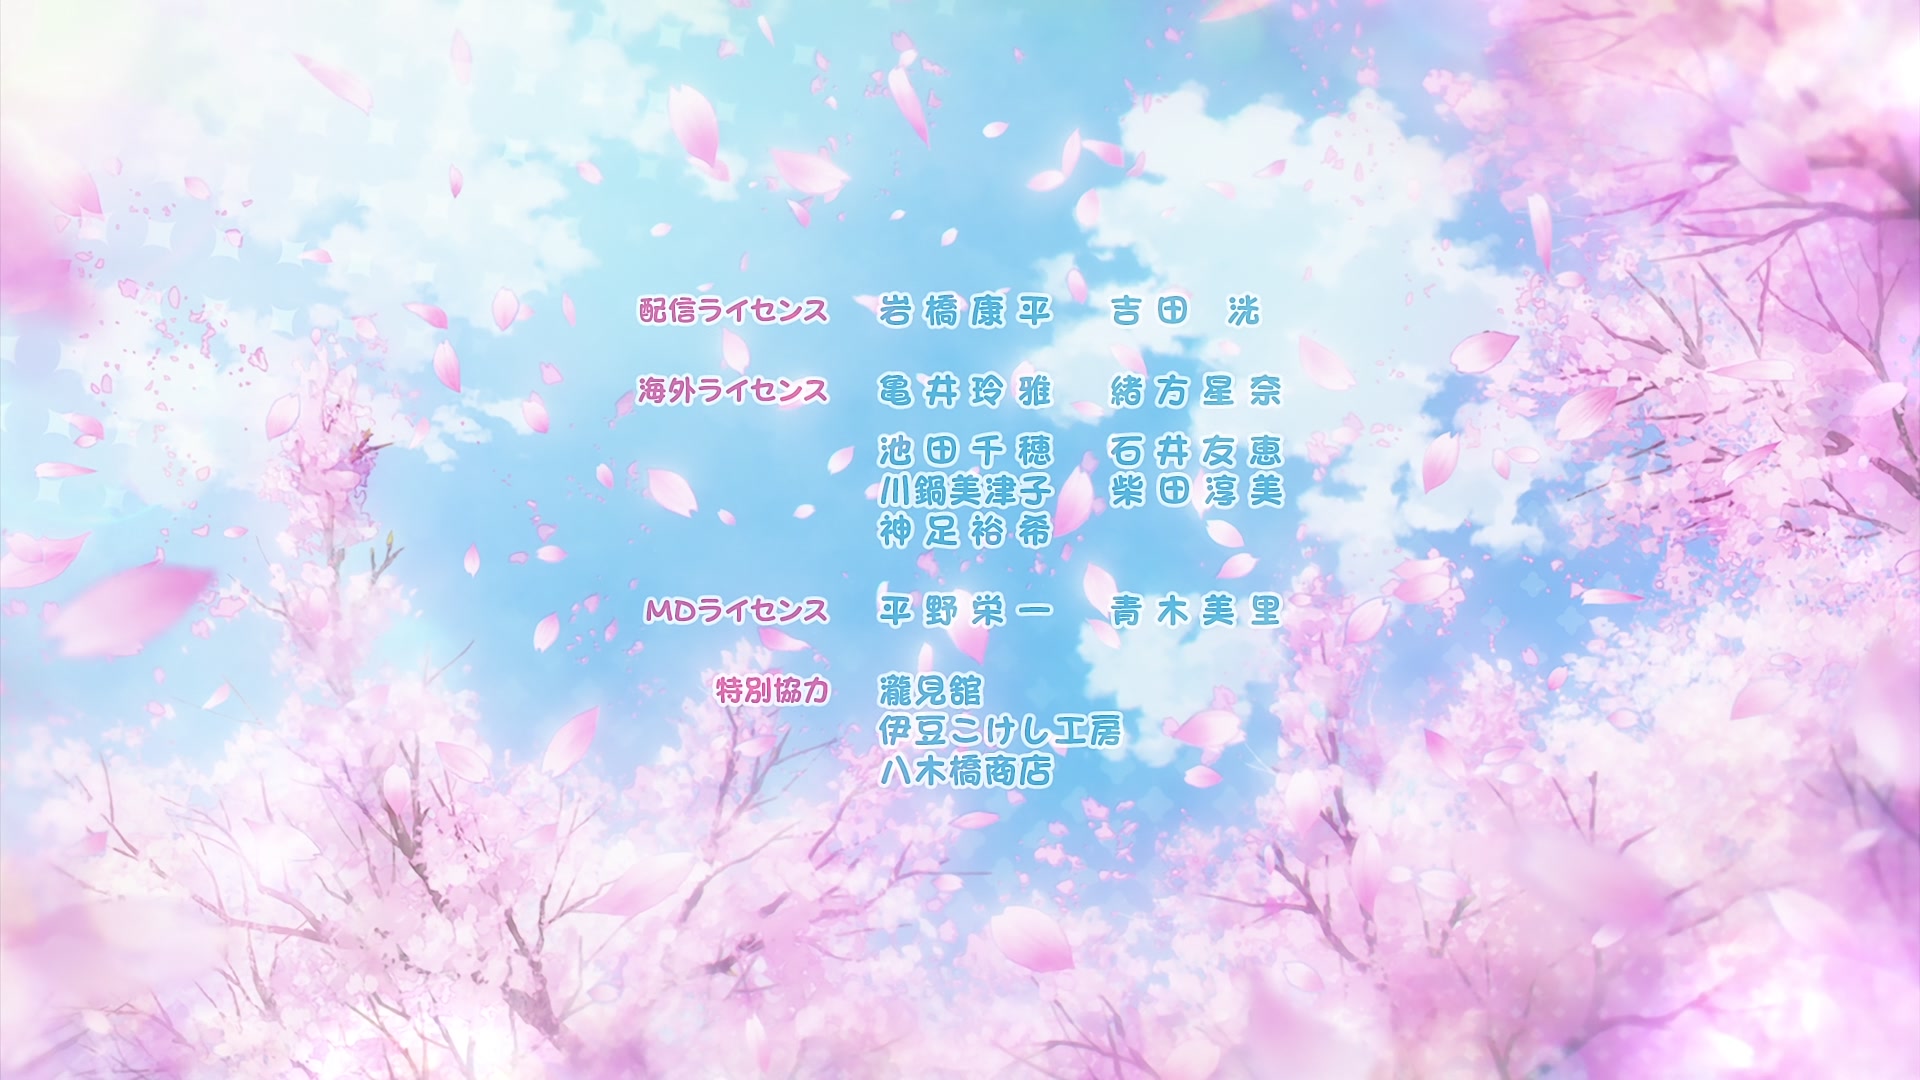 配信ライセンス 岩橋康平 吉田 洸
海外ライセンス 亀井玲雅 緒方星奈
池田千穂 石井友恵
川鍋美津子 柴田淳美
神足裕希
MDライセンス 平野栄一 青木美里
特別協力 瀧見舘
伊豆こけし工房
八木橋商店